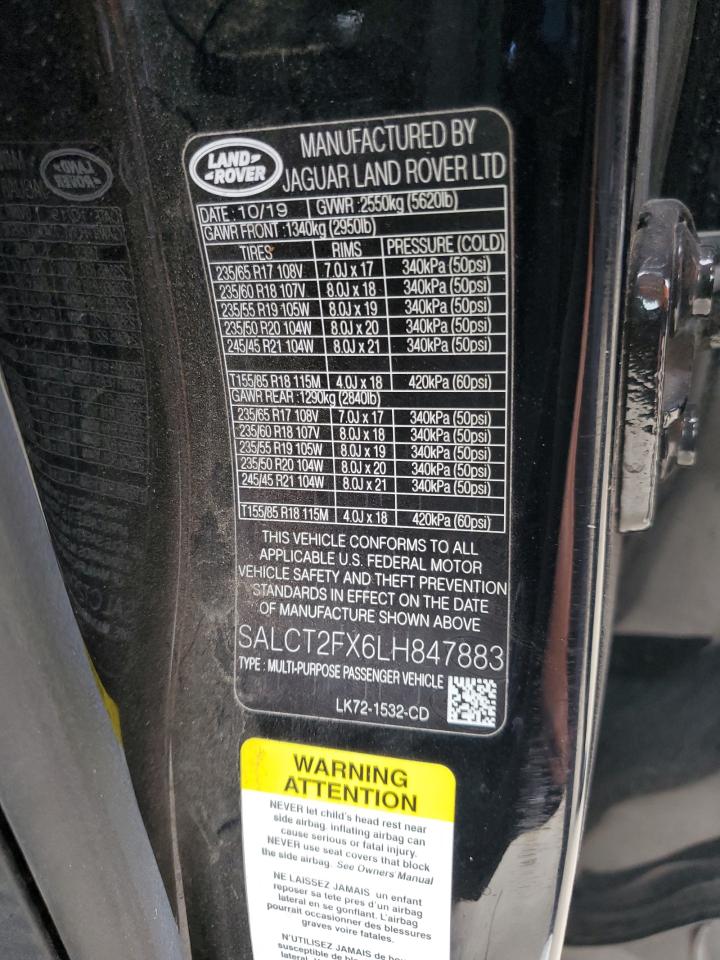 LAND-
-ROVER
MANUFACTURED BY
JAGUAR LAND ROVER LTD
DATE : 10/19 GVWR :2550kg (5620lb)
GAWR FRONT :1340kg (2950lb)
TIRES RIMS PRESSURE (COLD)
235/65 R17 108V 7.0J x 17 340kPa (50psi)
235/60 R18 107V 8.0J x 18 340kPa (50psi)
235/55 R19 105W 8.0J x 19 340kPa (50psi)
235/50 R20 104W 8.0J x 20 340kPa (50psi)
245/45 R21 104W 8.0J x 21 340kPa (50psi)
T155/85 R18 115M 4.0J x 18 420kPa (60psi)
GAWR REAR :1290kg (2840lb)
235/65 R17 108V 7.0J x 17 340kPa (50psi)
235/60 R18 107V 8.0J x 18 340kPa (50psi)
235/55 R19 105W 8.0J x 19 340kPa (50psi)
235/50 R20 104W 8.0J x 20 340kPa (50psi)
245/45 R21 104W 8.0J x 21 340kPa (50psi)
T155/85 R18 115M 4.0J x 18 420kPa (60psi)
THIS VEHICLE CONFORMS TO ALL
APPLICABLE U.S. FEDERAL MOTOR
VEHICLE SAFETY AND THEFT PREVENTION
STANDARDS IN EFFECT ON THE DATE
OF MANUFACTURE SHOWN ABOVE
SALCT2FX6LH847883
TYPE : MULTI-PURPOSE PASSENGER VEHICLE
LK72-1532-CD
WARNING
ATTENTION
NEVER let child's head rest near
side airbag, inflating airbag can
cause serious or fatal injury.
NEVER use seat covers that block
the side airbag. See Owners' Manual
NE LAISSEZ JAMAIS un enfant
reposer sa tete pres d'un airbag
lateral en se gonflant. L'airbag
pourrait occasionner des blessures
graves voire fatales.
N'UTILISEZ JAMAIS de hou
susceptible de
lateral.